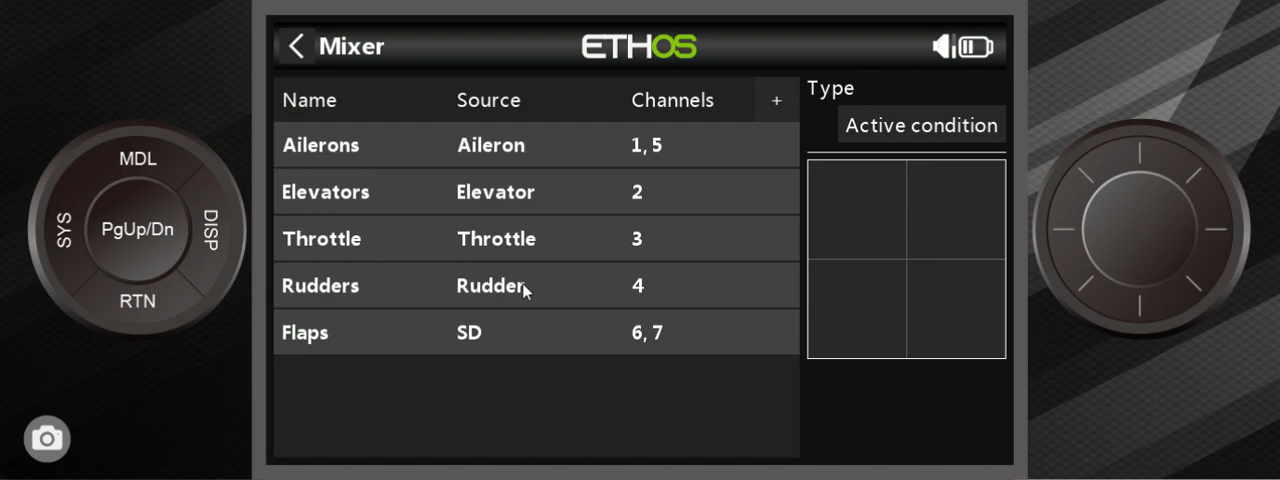 Mixer
ETHOS
Name Source Channels +
Ailerons Aileron 1, 5
Elevators Elevator 2
Throttle Throttle 3
Rudders Rudder 4
Flaps SD 6, 7
Type
Active condition
MDL
SYS
PgUp/Dn
DISP
RTN